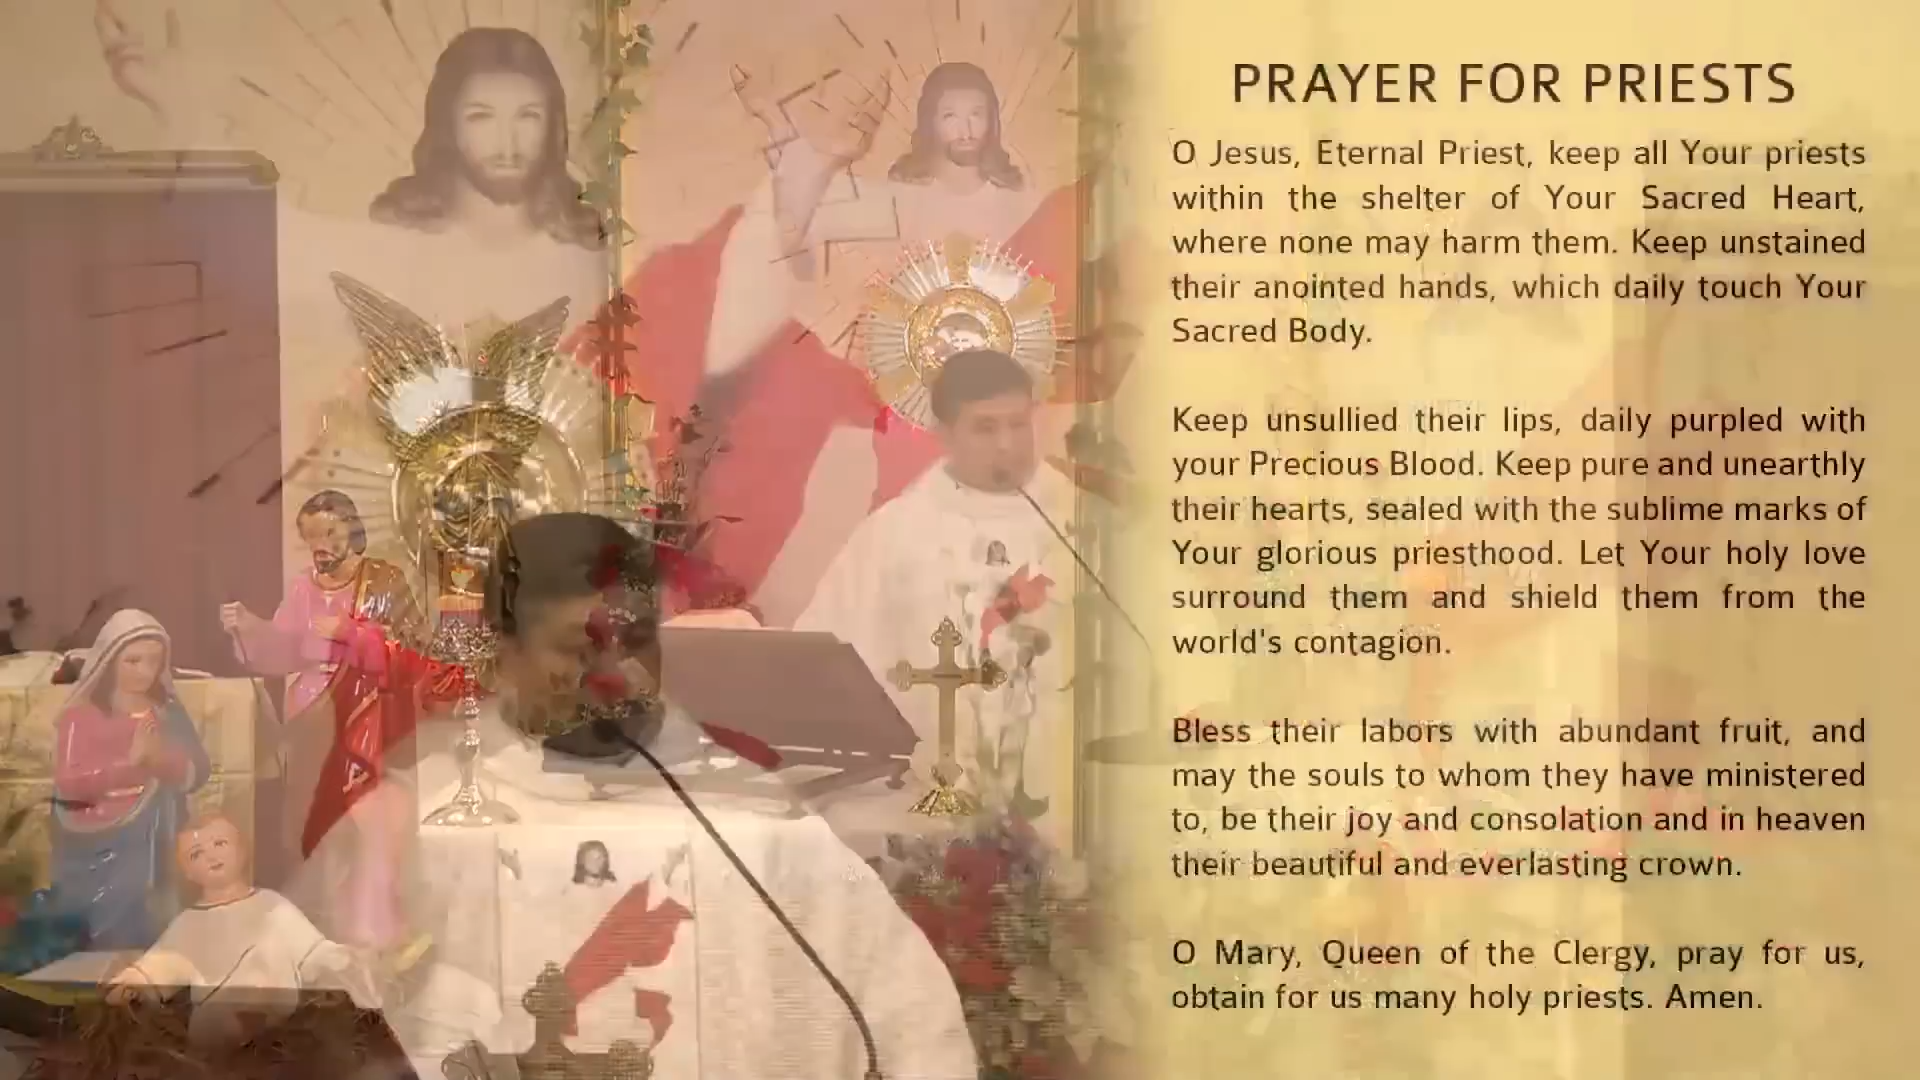 PRAYER FOR PRIESTS
O Jesus, Eternal Priest, keep all Your priests
within the shelter of Your Sacred Heart,
where none may harm them. Keep unstained
their anointed hands, which daily touch Your
Sacred Body.
Keep unsullied their lips, daily purpled with
your Precious Blood. Keep pure and unearthly
their hearts, sealed with the sublime marks of
Your glorious priesthood. Let Your holy love
surround them and shield them from the
world's contagion.
Bless their labors with abundant fruit, and
may the souls to whom they have ministered
to, be their joy and consolation and in heaven
their beautiful and everlasting crown.
O Mary, Queen of the Clergy, pray for us,
obtain for us many holy priests. Amen.